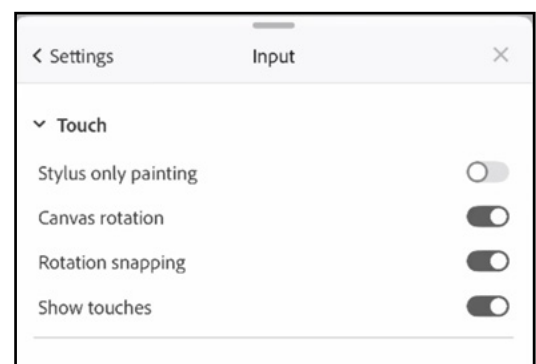 Settings
Input
Touch
Stylus only painting
Canvas rotation
Rotation snapping
Show touches